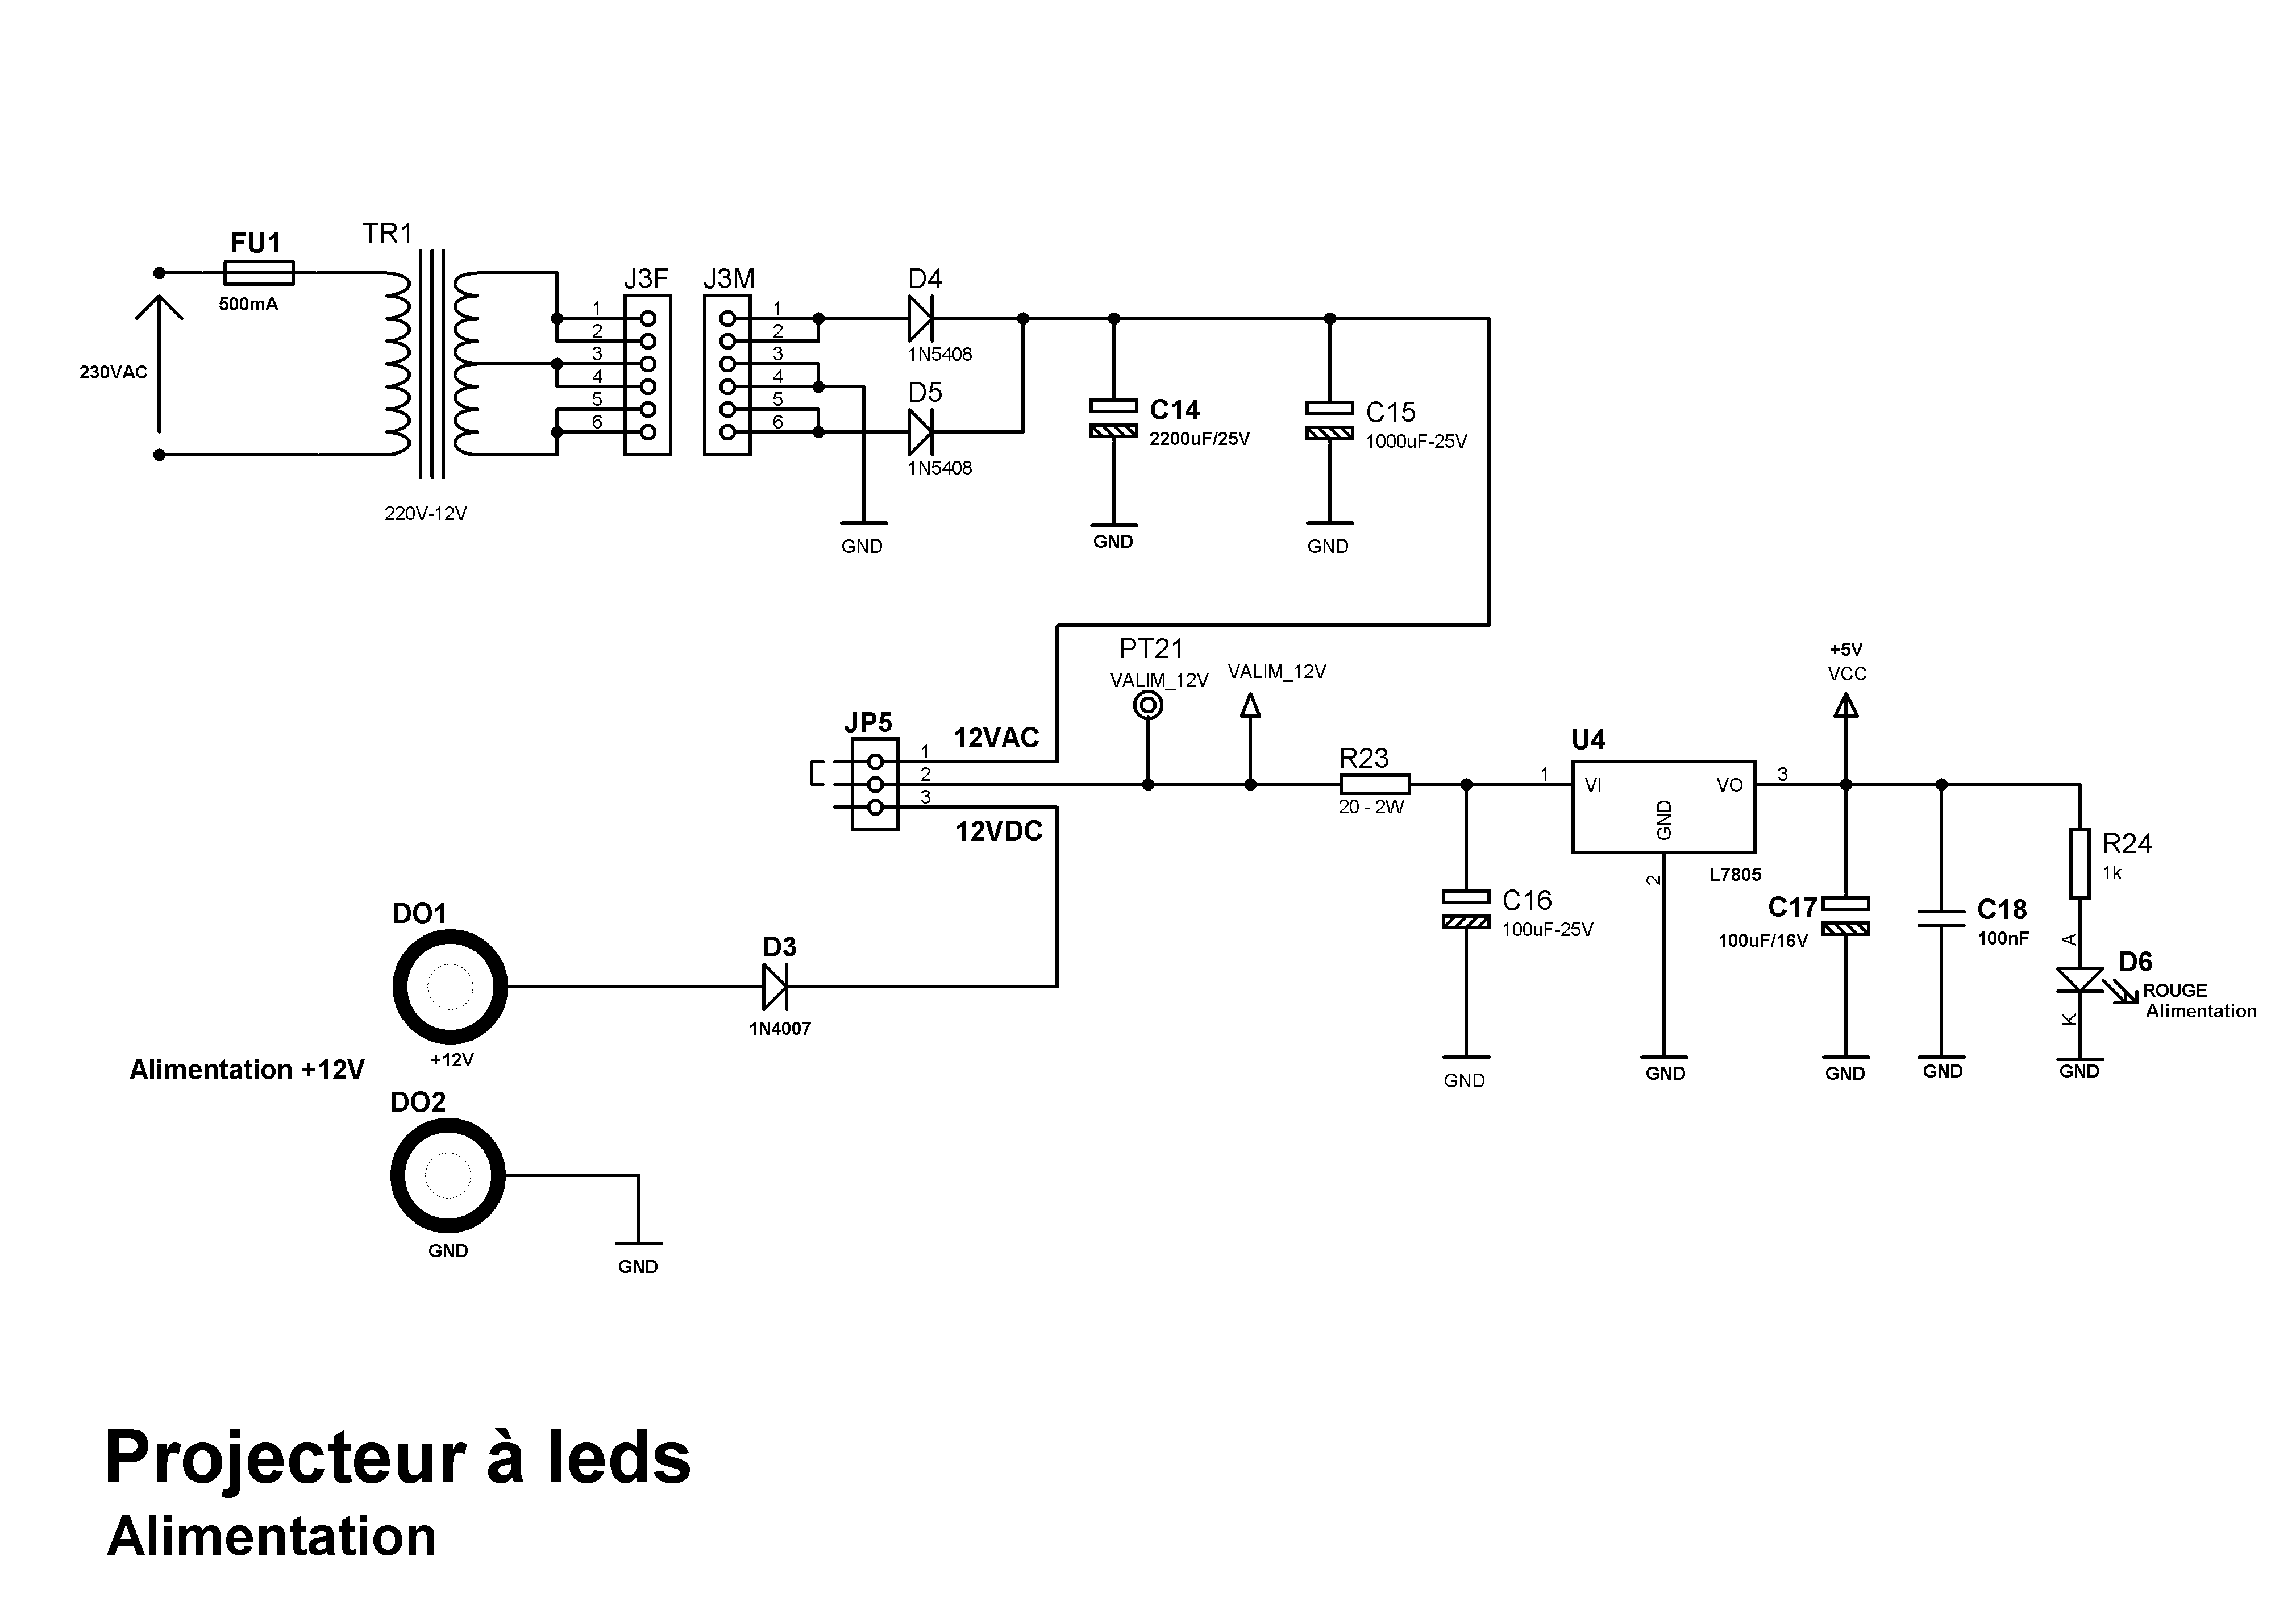 FU1
500mA
230VAC
TR1
220V-12V
J3F
1
2
3
4
5
6
J3M
1
2
3
4
5
6
D4
1N5408
D5
1N5408
GND
C14
2200uF/25V
GND
C15
1000uF-25V
GND
JP5
1
2
3
12VAC
12VDC
PT21
VALIM_12V
VALIM_12V
R23
20 - 2W
C16
100uF-25V
GND
U4
1
VI
VO
3
GND
2
L7805
GND
+5V
VCC
C17
100uF/16V
GND
C18
100nF
GND
R24
1k
A
D6
ROUGE
Alimentation
K
GND
DO1
+12V
D3
1N4007
Alimentation +12V
DO2
GND
GND
Projecteur à leds
Alimentation